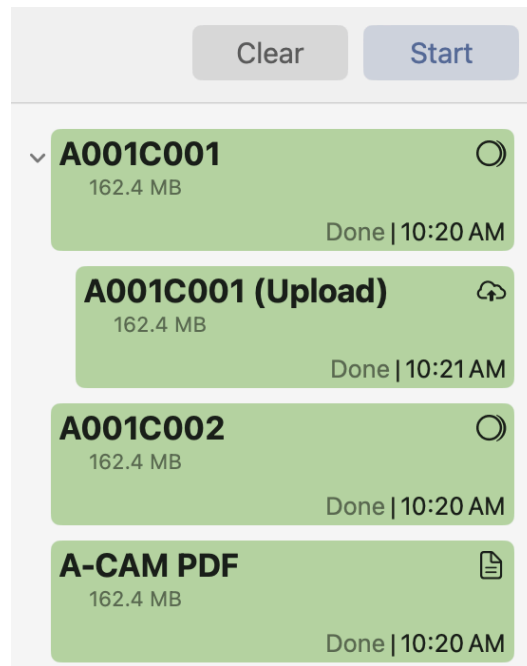 Clear Start
A001C001
162.4 MB
Done | 10:20 AM
A001C001 (Upload)
162.4 MB
Done | 10:21 AM
A001C002
162.4 MB
Done | 10:20 AM
A-CAM PDF
162.4 MB
Done | 10:20 AM